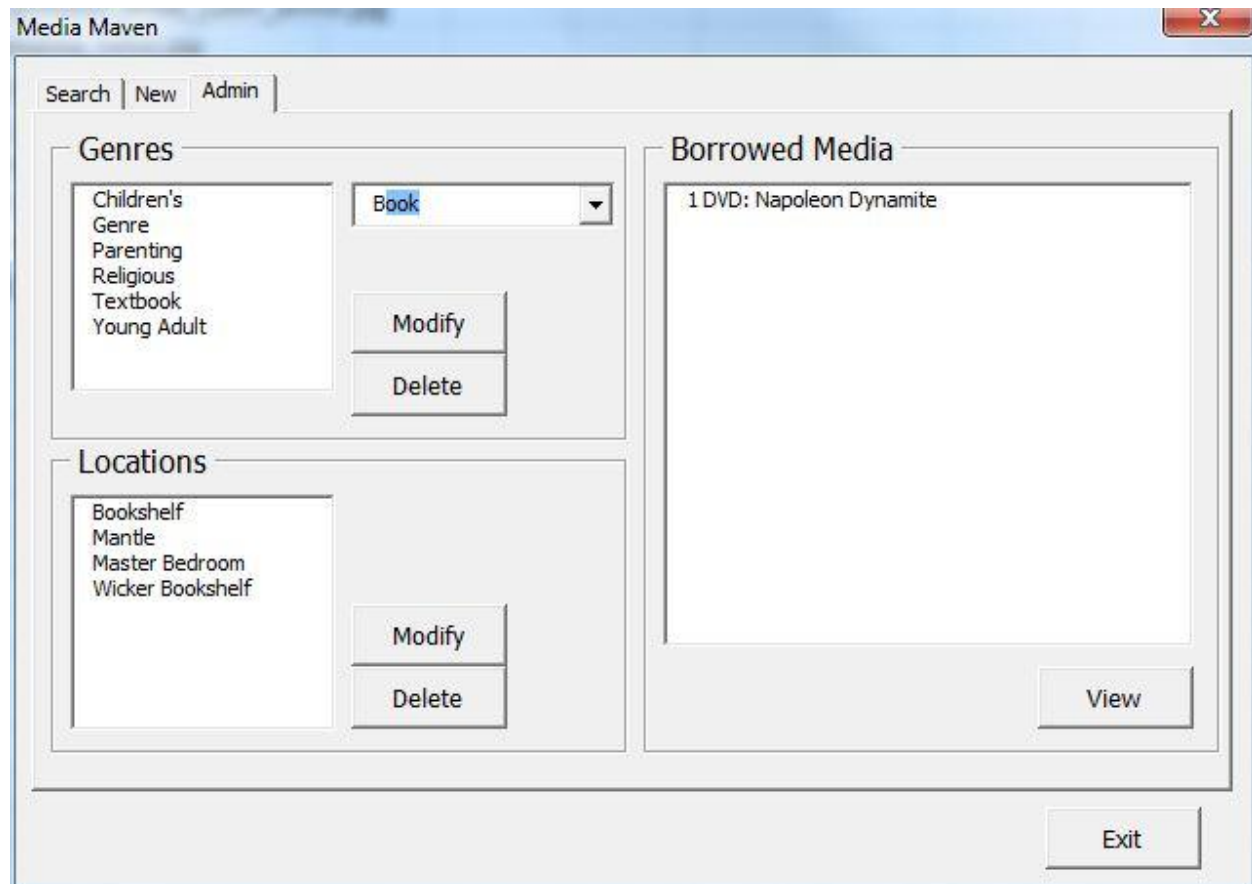 Media Maven
Search New Admin
Genres
Children's
Genre
Parenting
Religious
Textbook
Young Adult
Book
Modify
Delete
Locations
Bookshelf
Mantle
Master Bedroom
Wicker Bookshelf
Modify
Delete
Borrowed Media
1 DVD: Napoleon Dynamite
View
Exit